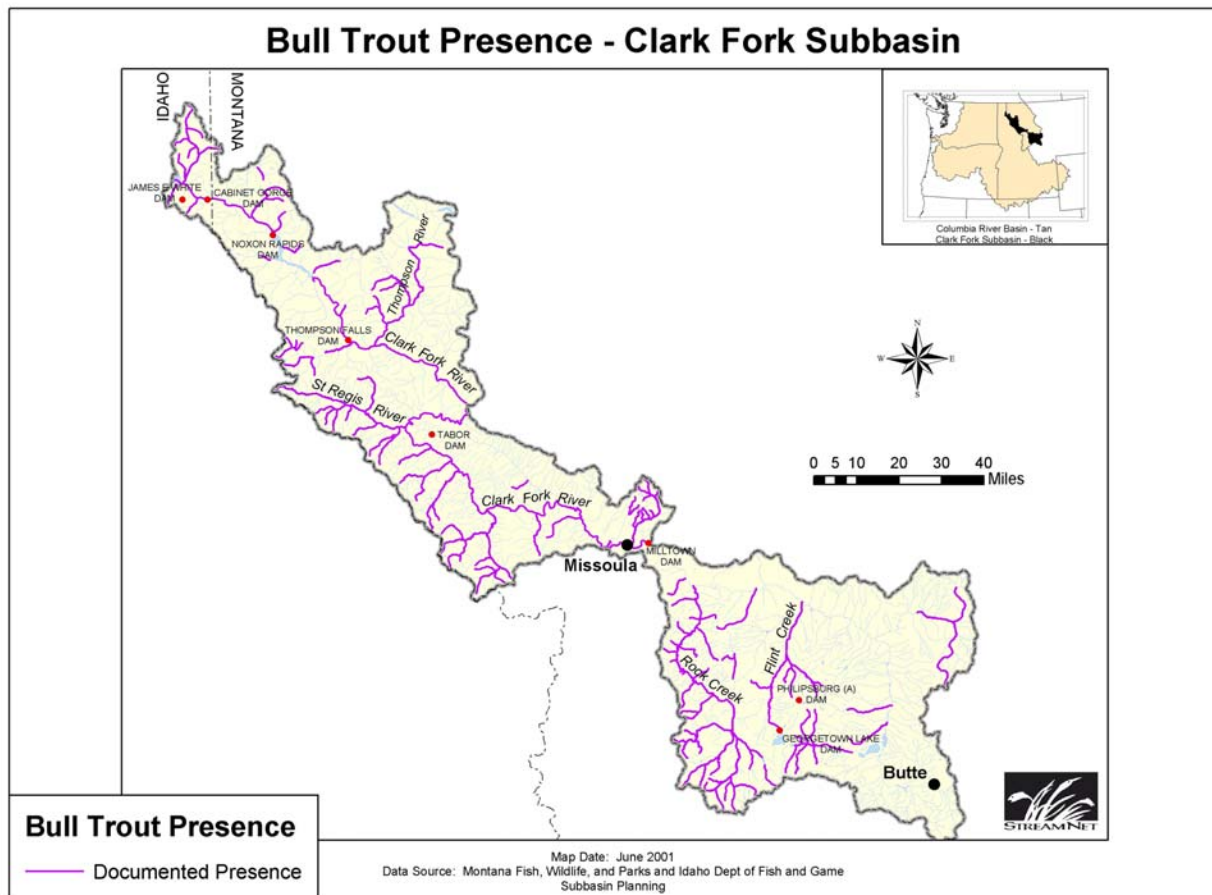 Bull Trout Presence - Clark Fork Subbasin
IDAHO
MONTANA
JAMES E WHITE
DAM
CABINET GORGE
DAM
NOXON RAPIDS
DAM
Columbia River Basin - Tan
Clark Fork Subbasin - Black
Thompson River
THOMPSON FALLS
DAM
Clark Fork River
N
W
E
S
St Regis River
TABOR
DAM
0 5 10 20 30 40
Miles
Clark Fork River
Missoula
MILLTOWN
DAM
Flint Creek
Rock Creek
PHILIPSBURG (A)
DAM
GEORGETOWN LAKE
DAM
Butte
STREAMNET
Bull Trout Presence
Documented Presence
Map Date: June 2001
Data Source: Montana Fish, Wildlife, and Parks and Idaho Dept of Fish and Game
Subbasin Planning